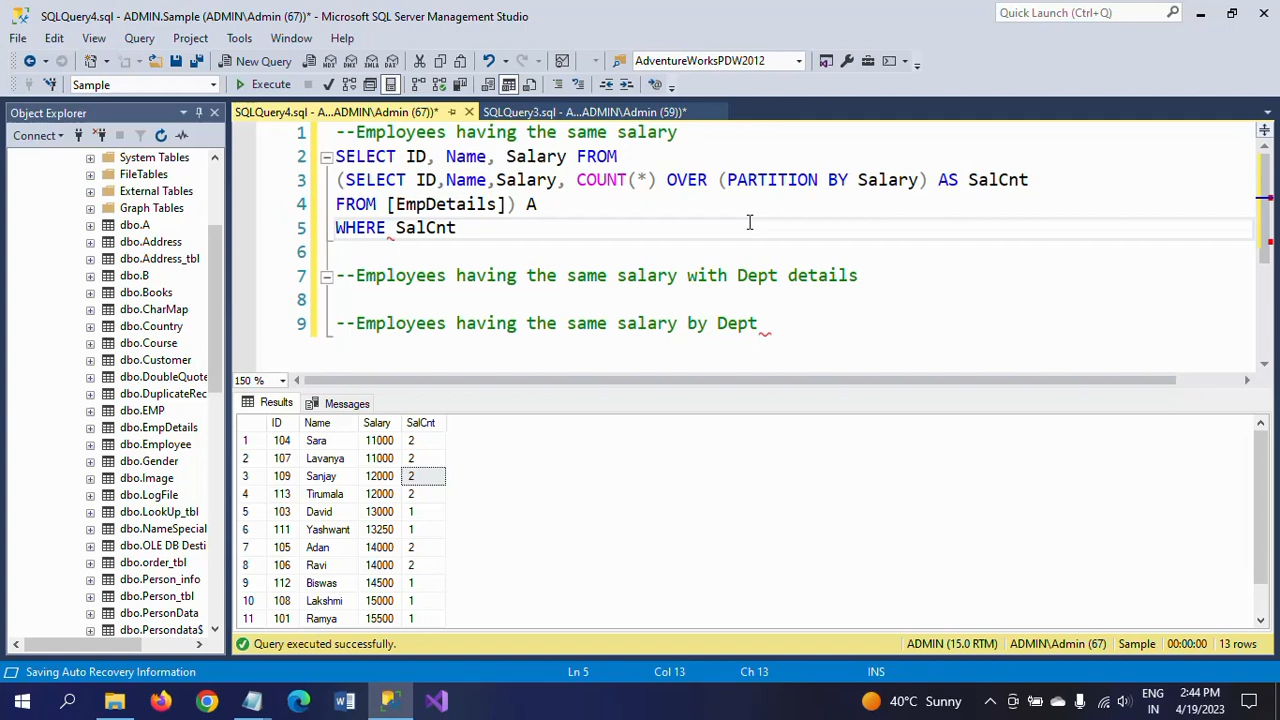 SQLQuery4.sql - ADMIN.Sample (ADMIN\Admin (67))* - Microsoft SQL Server Management Studio
Quick Launch (Ctrl+Q)
File Edit View Query Project Tools Window Help
New Query
AdventureWorksPDW2012
Sample
Execute
Object Explorer
SQLQuery4.sql - A...ADMIN\Admin (67))*
SQLQuery3.sql - A...ADMIN\Admin (59))*
Connect
System Tables
FileTables
External Tables
Graph Tables
dbo.A
dbo.Address
dbo.Address_tbl
dbo.B
dbo.Books
dbo.CharMap
dbo.Country
dbo.Course
dbo.Customer
dbo.DoubleQuote
dbo.DuplicateRec
dbo.EMP
dbo.EmpDetails
dbo.Employee
dbo.Gender
dbo.Image
dbo.LogFile
dbo.LookUp_tbl
dbo.NameSpecial
dbo.OLE DB Desti
dbo.order_tbl
dbo.Person_info
dbo.Person_tbl
dbo.PersonData
dbo.Persondata$
1 --Employees having the same salary
2 SELECT ID, Name, Salary FROM
3 (SELECT ID,Name,Salary, COUNT(*) OVER (PARTITION BY Salary) AS SalCnt
4 FROM [EmpDetails]) A
5 WHERE SalCnt
6
7 --Employees having the same salary with Dept details
8
9 --Employees having the same salary by Dept
150 %
Results Messages
ID Name Salary SalCnt
1 104 Sara 11000 2
2 107 Lavanya 11000 2
3 109 Sanjay 12000 2
4 113 Tirumala 12000 2
5 103 David 13000 1
6 111 Yashwant 13250 1
7 105 Adan 14000 2
8 106 Ravi 14000 2
9 112 Biswas 14500 1
10 108 Lakshmi 15000 1
11 101 Ramya 15500 1
Query executed successfully.
ADMIN (15.0 RTM) ADMIN\Admin (67) Sample 00:00:00 13 rows
Saving Auto Recovery Information
Ln 5 Col 13 Ch 13 INS
40°C Sunny
ENG
IN
2:44 PM
4/19/2023